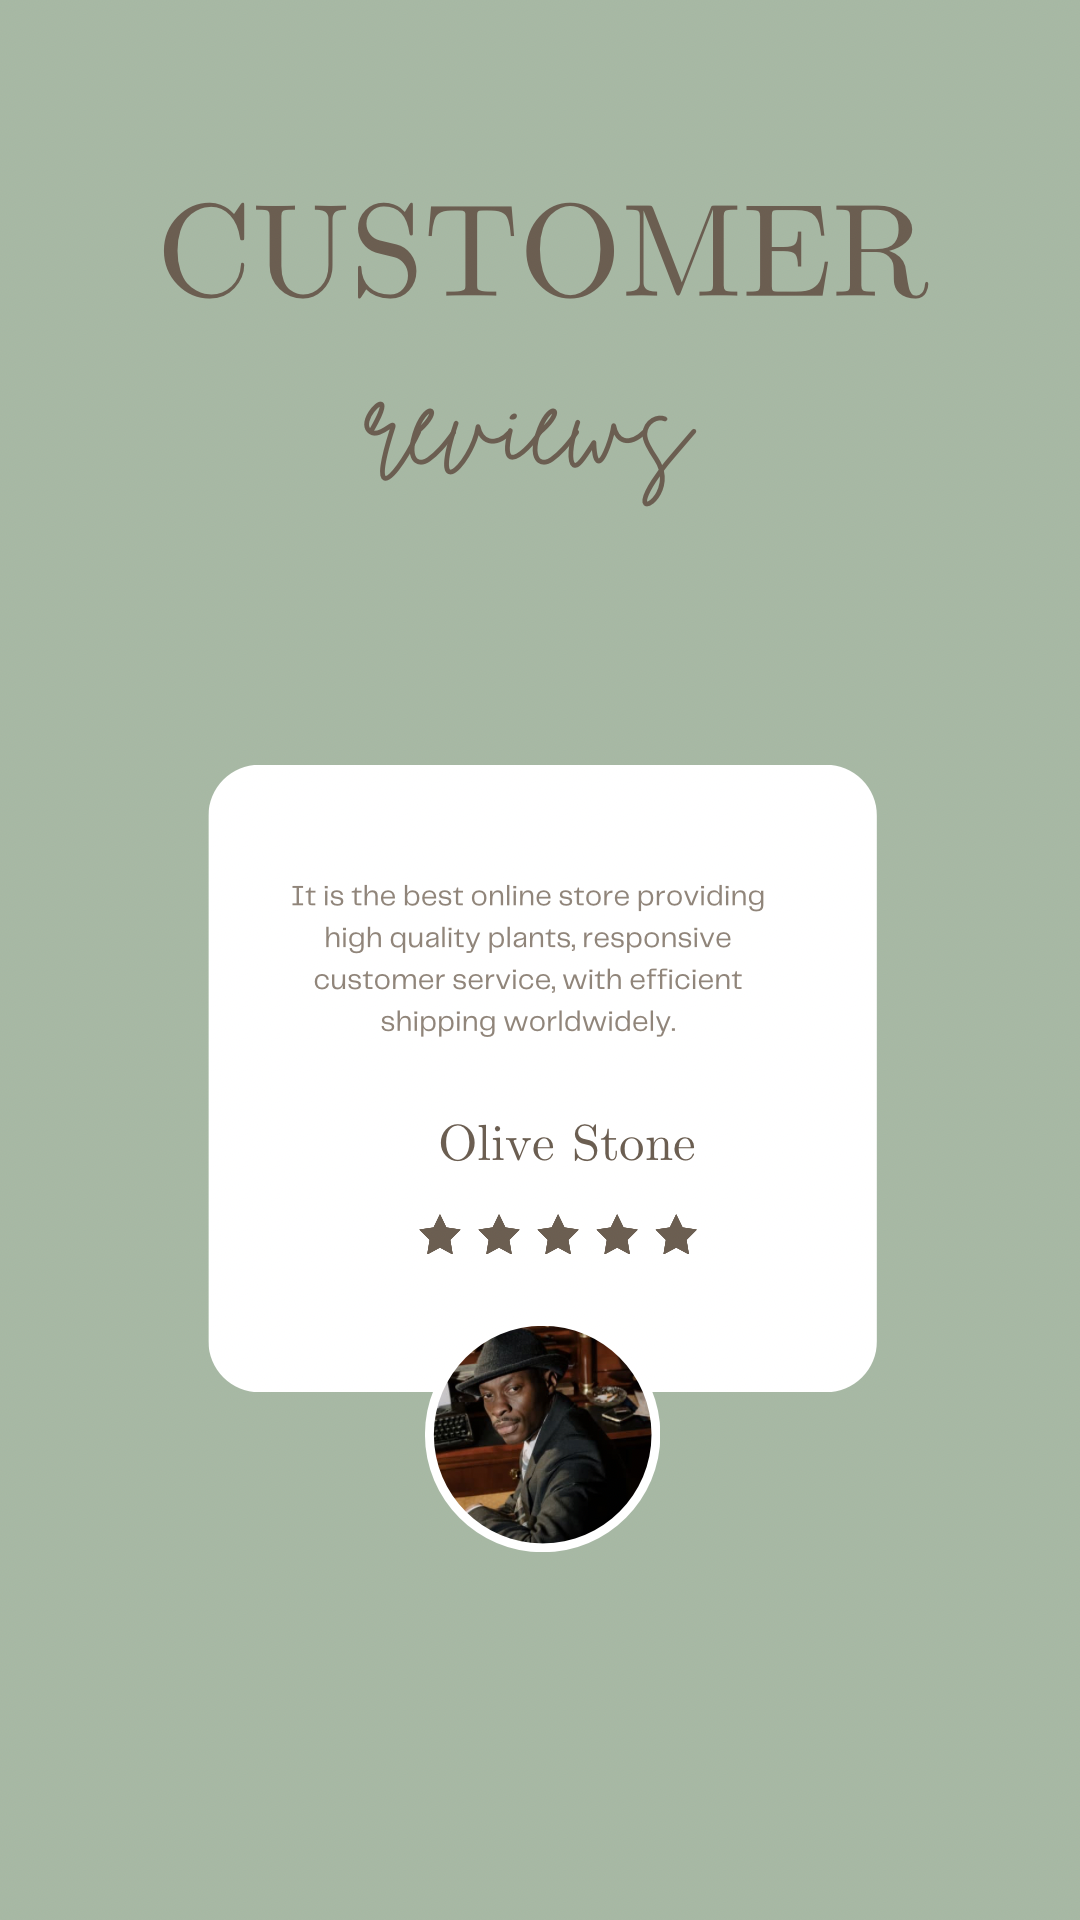 CUSTOMER
reviews
It is the best online store providing
high quality plants, responsive
customer service, with efficient
shipping worldwidely.
Olive Stone